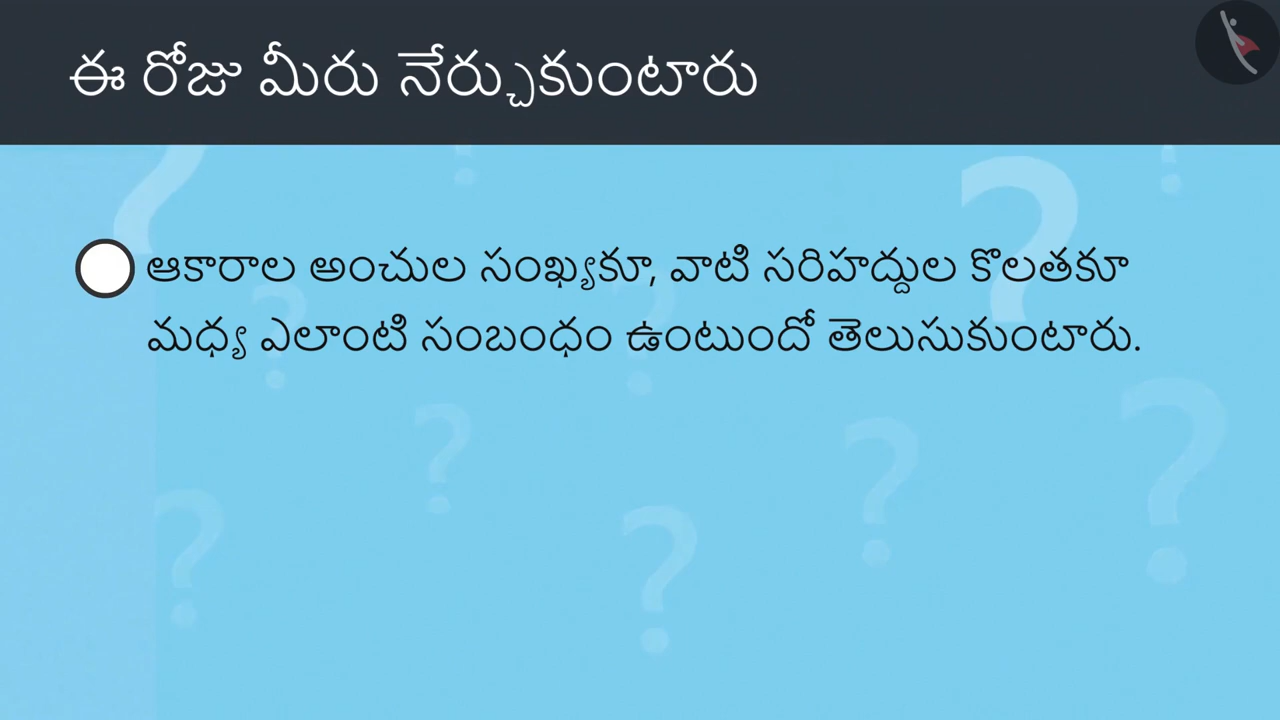 ఈ రోజు మీరు నేర్చుకుంటారు
ఆకారాల అంచుల సంఖ్యకూ, వాటి సరిహద్దుల కొలతకూ
మధ్య ఎలాంటి సంబంధం ఉంటుందో తెలుసుకుంటారు.